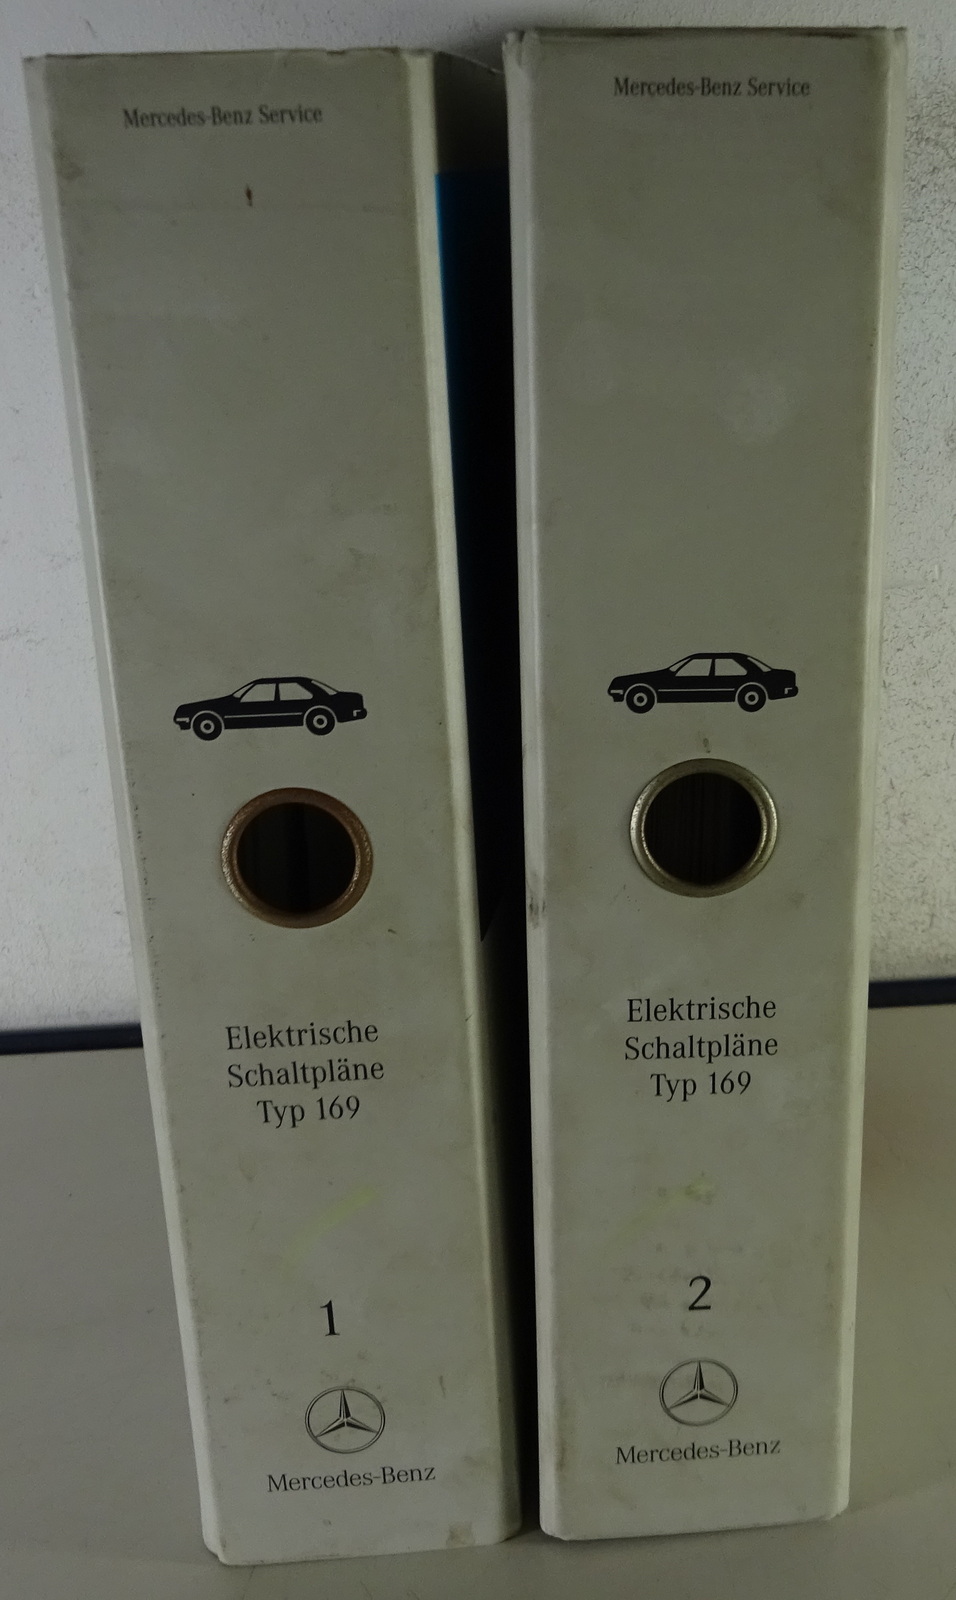 Mercedes-Benz Service
Elektrische
Schaltpläne
Typ 169
1
Mercedes-Benz
Mercedes-Benz Service
Elektrische
Schaltpläne
Typ 169
2
Mercedes-Benz